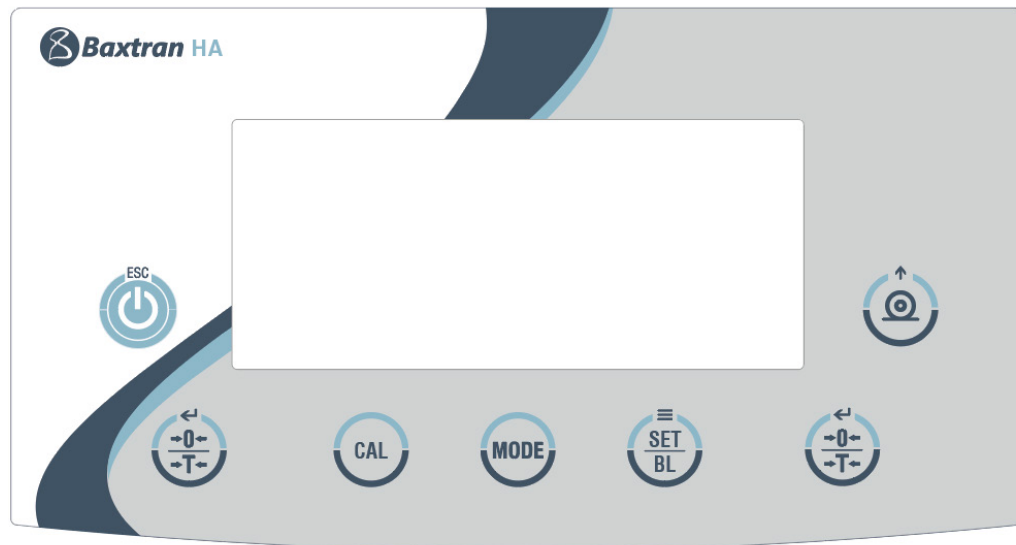 Baxtran HA
ESC
→0←
→T←
CAL
MODE
SET
BL
→0←
→T←